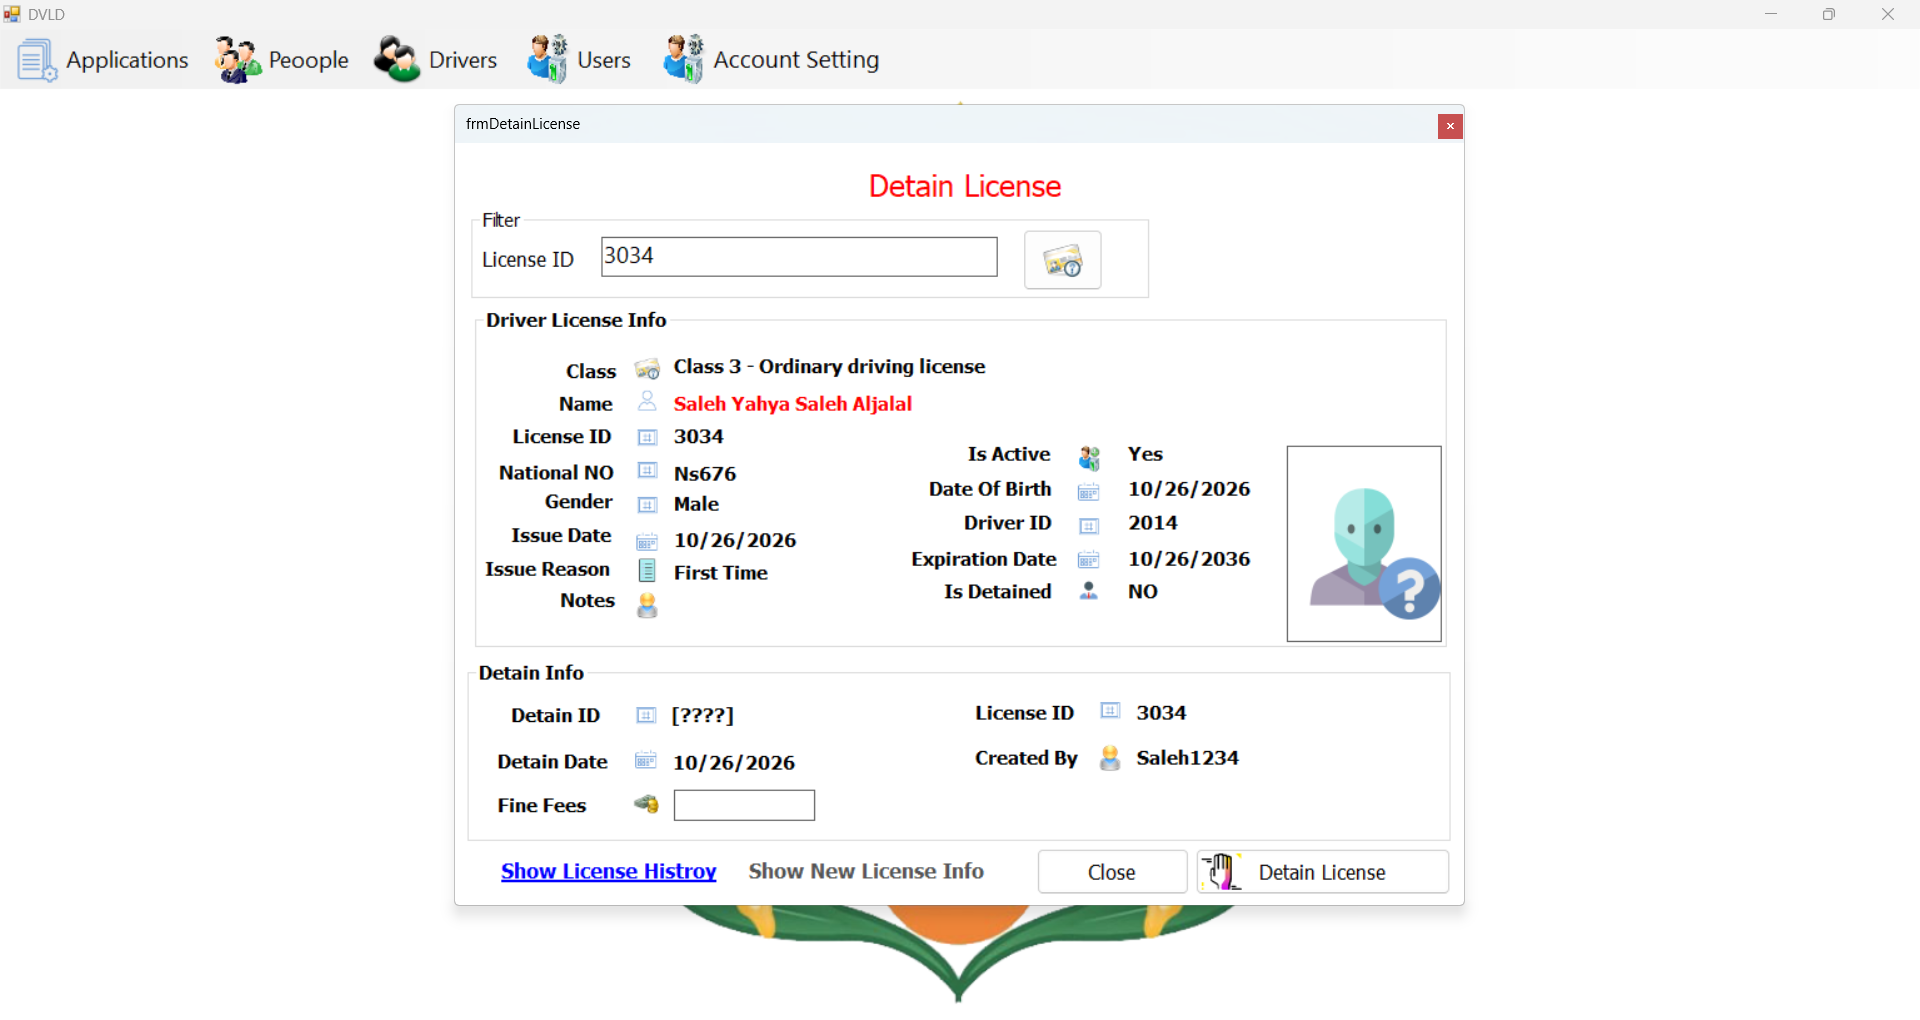 DVLD
Applications Peoople Drivers Users Account Setting
frmDetainLicense
Detain License
Filter
License ID 3034
Driver License Info
Class Class 3 - Ordinary driving license
Name Saleh Yahya Saleh Aljalal
License ID 3034
National NO Ns676
Gender Male
Issue Date 10/26/2026
Issue Reason First Time
Notes
Is Active Yes
Date Of Birth 10/26/2026
Driver ID 2014
Expiration Date 10/26/2036
Is Detained NO
?
Detain Info
Detain ID [????]
Detain Date 10/26/2026
Fine Fees
License ID 3034
Created By Saleh1234
Show License Histroy Show New License Info Close Detain License